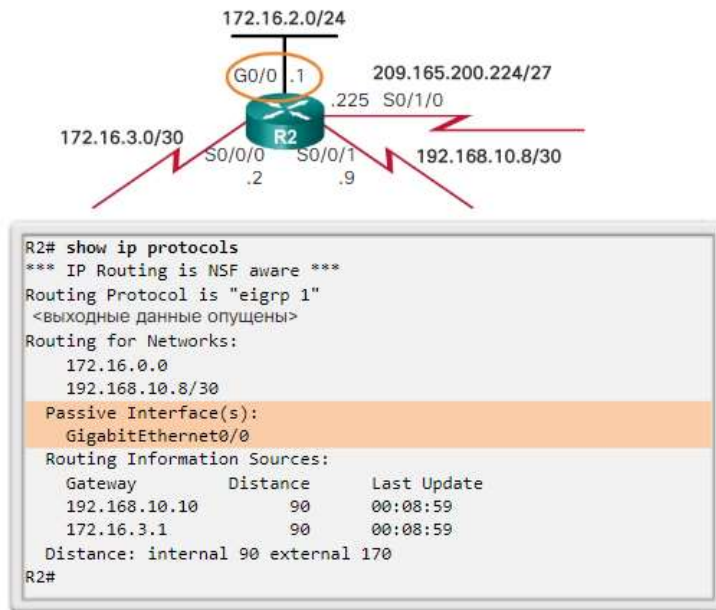 172.16.2.0/24
G0/0 .1
209.165.200.224/27
.225 S0/1/0
172.16.3.0/30
R2
S0/0/0 S0/0/1
192.168.10.8/30
.2 .9
R2# show ip protocols
*** IP Routing is NSF aware ***
Routing Protocol is "eigrp 1"
<выходные данные опущены>
Routing for Networks:
172.16.0.0
192.168.10.8/30
Passive Interface(s):
GigabitEthernet0/0
Routing Information Sources:
Gateway Distance Last Update
192.168.10.10 90 00:08:59
172.16.3.1 90 00:08:59
Distance: internal 90 external 170
R2#